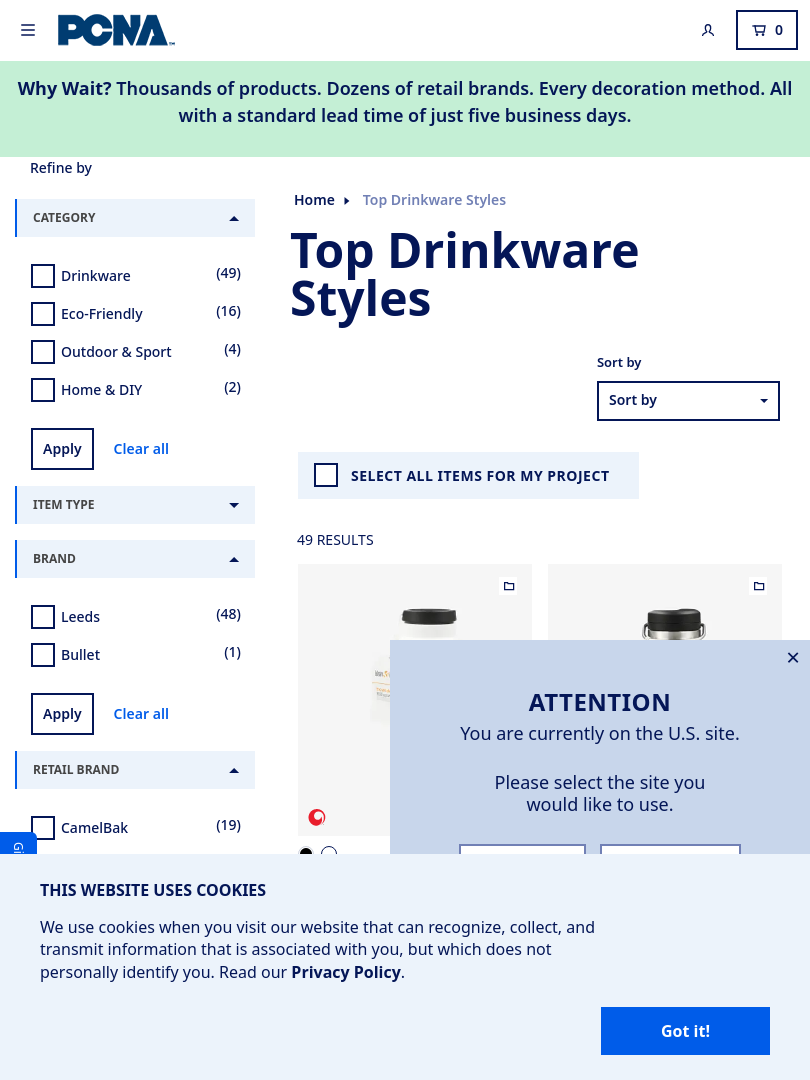 PCNA
0
Why Wait? Thousands of products. Dozens of retail brands. Every decoration method. All
with a standard lead time of just five business days.
Refine by
CATEGORY
Drinkware (49)
Eco-Friendly (16)
Outdoor & Sport (4)
Home & DIY (2)
Apply Clear all
ITEM TYPE
BRAND
Leeds (48)
Bullet (1)
Apply Clear all
RETAIL BRAND
CamelBak (19)
Home Top Drinkware Styles
Top Drinkware
Styles
Sort by
Sort by
SELECT ALL ITEMS FOR MY PROJECT
49 RESULTS
ATTENTION
You are currently on the U.S. site.
Please select the site you
would like to use.
THIS WEBSITE USES COOKIES
We use cookies when you visit our website that can recognize, collect, and
transmit information that is associated with you, but which does not
personally identify you. Read our Privacy Policy.
Got it!